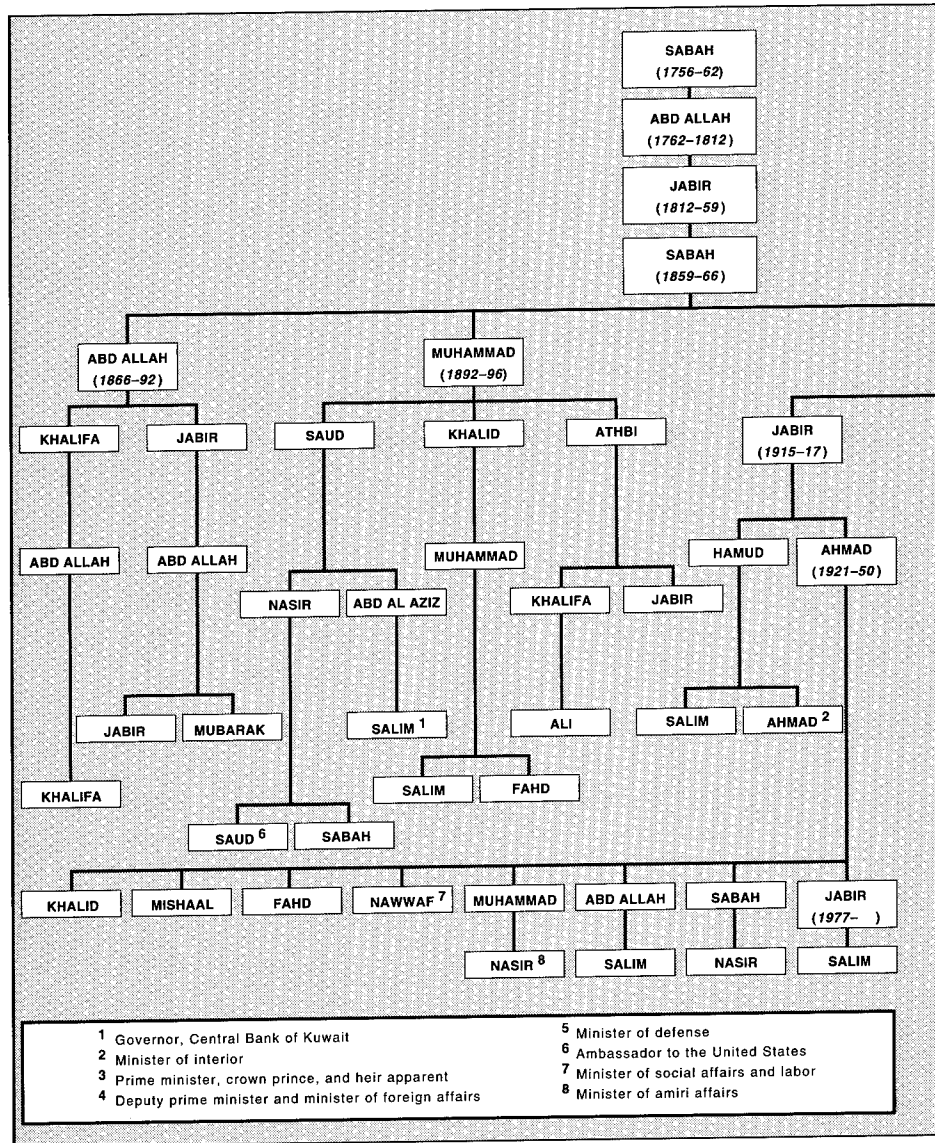 SABAH
(1756–62)
ABD ALLAH
(1762–1812)
JABIR
(1812–59)
SABAH
(1859–66)
ABD ALLAH
(1866–92)
MUHAMMAD
(1892–96)
KHALIFA
JABIR
SAUD
KHALID
ATHBI
JABIR
(1915–17)
ABD ALLAH
ABD ALLAH
MUHAMMAD
HAMUD
AHMAD
(1921–50)
NASIR
ABD AL AZIZ
KHALIFA
JABIR
JABIR
MUBARAK
SALIM 1
ALI
SALIM
AHMAD 2
KHALIFA
SALIM
FAHD
SAUD 6
SABAH
KHALID
MISHAAL
FAHD
NAWWAF 7
MUHAMMAD
ABD ALLAH
SABAH
JABIR
(1977– )
NASIR 8
SALIM
NASIR
SALIM
1 Governor, Central Bank of Kuwait
2 Minister of interior
3 Prime minister, crown prince, and heir apparent
4 Deputy prime minister and minister of foreign affairs
5 Minister of defense
6 Ambassador to the United States
7 Minister of social affairs and labor
8 Minister of amiri affairs